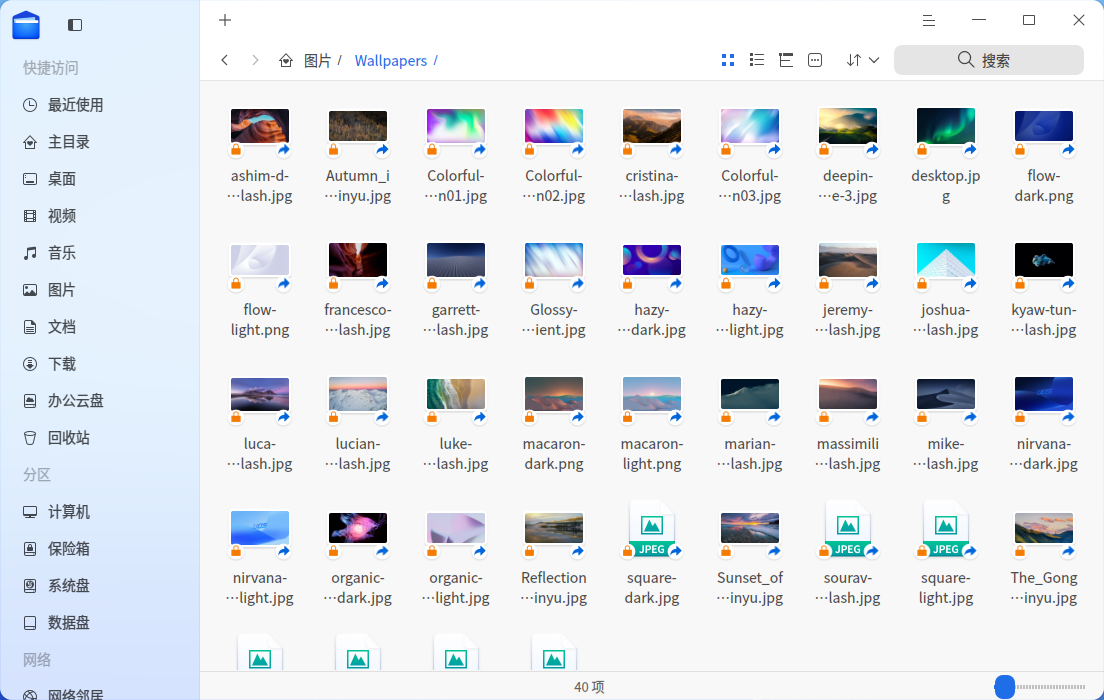 快捷访问
最近使用
主目录
桌面
视频
音乐
图片
文档
下载
办公云盘
回收站
分区
计算机
保险箱
系统盘
数据盘
网络
网络邻居
图片 / Wallpapers /
搜索
ashim-d-
···lash.jpg
Autumn_i
···inyu.jpg
Colorful-
···n01.jpg
Colorful-
···n02.jpg
cristina-
···lash.jpg
Colorful-
···n03.jpg
deepin-
···e-3.jpg
desktop.jp
g
flow-
dark.png
flow-
light.png
francesco-
···lash.jpg
garrett-
···lash.jpg
Glossy-
···ient.jpg
hazy-
···dark.jpg
hazy-
···light.jpg
jeremy-
···lash.jpg
joshua-
···lash.jpg
kyaw-tun-
···lash.jpg
luca-
···lash.jpg
lucian-
···lash.jpg
luke-
···lash.jpg
macaron-
dark.png
macaron-
light.png
marian-
···lash.jpg
massimili
···lash.jpg
mike-
···lash.jpg
nirvana-
···dark.jpg
nirvana-
···light.jpg
organic-
···dark.jpg
organic-
···light.jpg
Reflection
···inyu.jpg
JPEG
square-
dark.jpg
Sunset_of
···inyu.jpg
JPEG
sourav-
···lash.jpg
JPEG
square-
light.jpg
The_Gong
···inyu.jpg
40 项